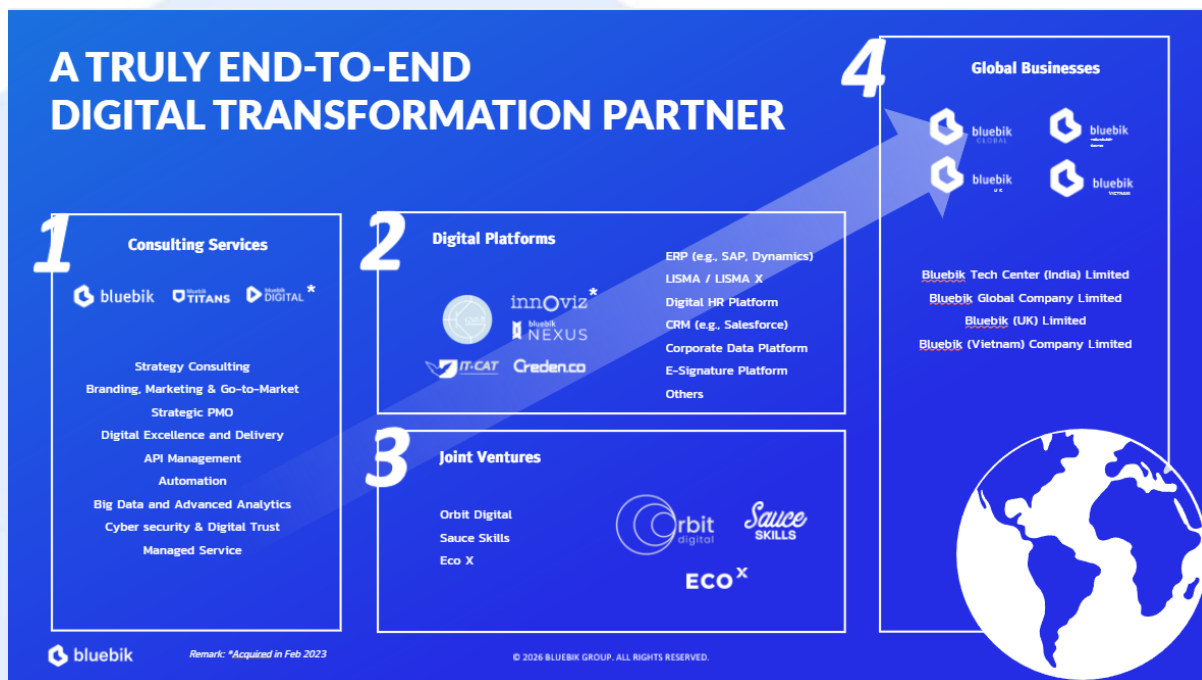 A TRULY END-TO-END
DIGITAL TRANSFORMATION PARTNER
1
Consulting Services
bluebik
bluebik
TITANS
bluebik
DIGITAL *
Strategy Consulting
Branding, Marketing & Go-to-Market
Strategic PMO
Digital Excellence and Delivery
API Management
Automation
Big Data and Advanced Analytics
Cyber security & Digital Trust
Managed Service
2
Digital Platforms
innoviz *
bluebik
NEXUS
IT-CAT
Creden.co
ERP (e.g., SAP, Dynamics)
LISMA / LISMA X
Digital HR Platform
CRM (e.g., Salesforce)
Corporate Data Platform
E-Signature Platform
Others
3
Joint Ventures
Orbit Digital
Sauce Skills
Eco X
Orbit
digital
Sauce
SKILLS
ECO X
4
Global Businesses
bluebik
GLOBAL
bluebik
bluebik
UK
bluebik
VIETNAM
Bluebik Tech Center (India) Limited
Bluebik Global Company Limited
Bluebik (UK) Limited
Bluebik (Vietnam) Company Limited
bluebik
Remark: *Acquired in Feb 2023
© 2026 BLUEBIK GROUP. ALL RIGHTS RESERVED.